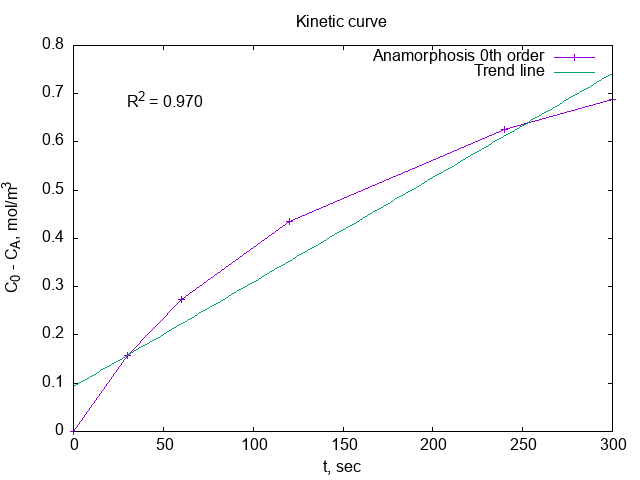 Kinetic curve
0.8
0.7
0.6
0.5
0.4
0.3
0.2
0.1
0
C0 - CA, mol/m3
Anamorphosis 0th order
Trend line
R2 = 0.970
0 50 100 150 200 250 300
t, sec